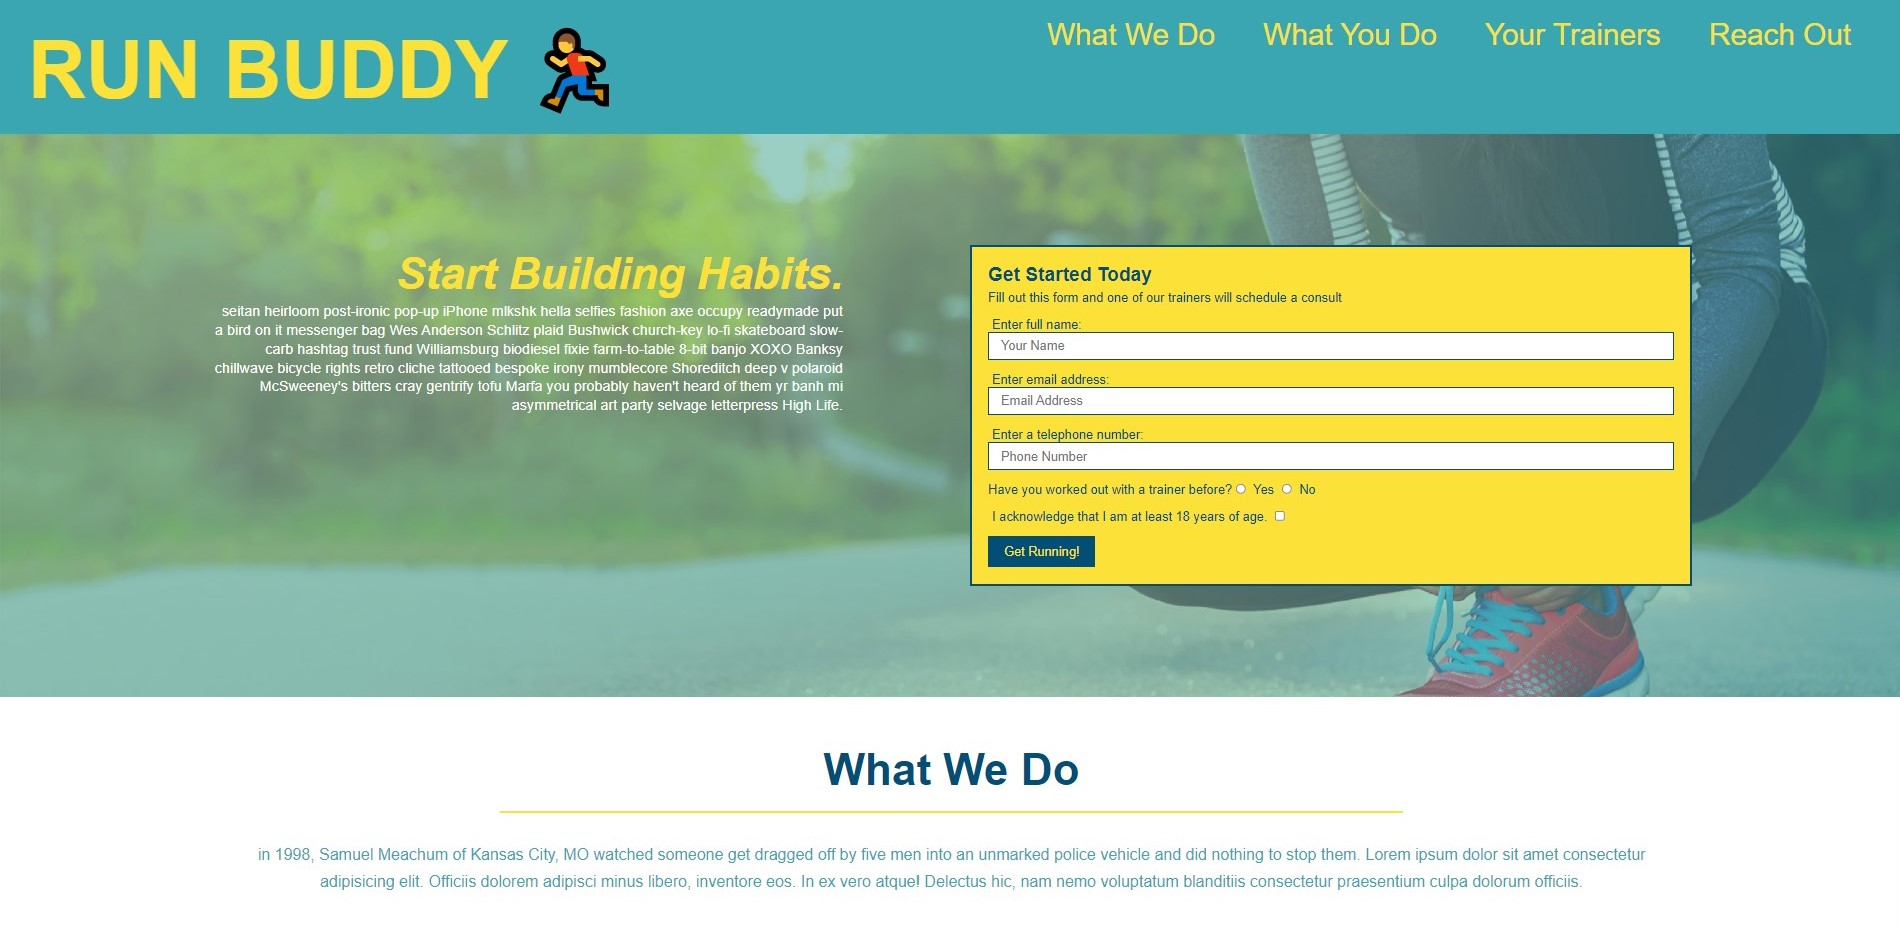 RUN BUDDY
What We Do
What You Do
Your Trainers
Reach Out
Start Building Habits.
seitan heirloom post-ironic pop-up iPhone mlkshk hella selfies fashion axe occupy readymade put
a bird on it messenger bag Wes Anderson Schlitz plaid Bushwick church-key lo-fi skateboard slow-
carb hashtag trust fund Williamsburg biodiesel fixie farm-to-table 8-bit banjo XOXO Banksy
chillwave bicycle rights retro cliche tattooed bespoke irony mumblecore Shoreditch deep v polaroid
McSweeney's bitters cray gentrify tofu Marfa you probably haven't heard of them yr banh mi
asymmetrical art party selvage letterpress High Life.
Get Started Today
Fill out this form and one of our trainers will schedule a consult
Enter full name:
Your Name
Enter email address:
Email Address
Enter a telephone number:
Phone Number
Have you worked out with a trainer before? Yes No
I acknowledge that I am at least 18 years of age.
Get Running!
What We Do
in 1998, Samuel Meachum of Kansas City, MO watched someone get dragged off by five men into an unmarked police vehicle and did nothing to stop them. Lorem ipsum dolor sit amet consectetur
adipisicing elit. Officiis dolorem adipisci minus libero, inventore eos. In ex vero atque! Delectus hic, nam nemo voluptatum blanditiis consectetur praesentium culpa dolorum officiis.